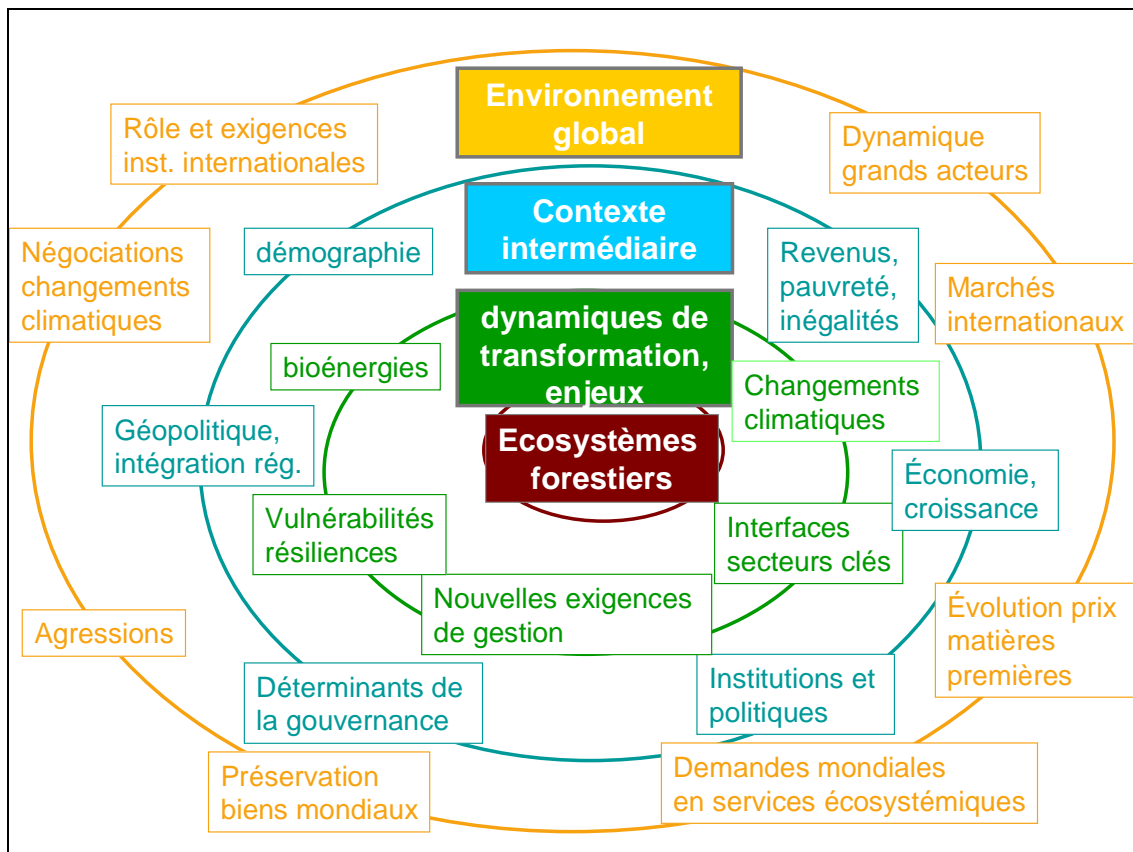 Environnement
global
Rôle et exigences
inst. internationales
Dynamique
grands acteurs
Contexte
intermédiaire
Négociations
changements
climatiques
démographie
Revenus,
pauvreté,
inégalités
Marchés
internationaux
dynamiques de
transformation,
enjeux
bioénergies
Changements
climatiques
Géopolitique,
intégration rég.
Ecosystèmes
forestiers
Économie,
croissance
Vulnérabilités
résiliences
Interfaces
secteurs clés
Nouvelles exigences
de gestion
Agressions
Évolution prix
matières
premières
Déterminants de
la gouvernance
Institutions et
politiques
Préservation
biens mondiaux
Demandes mondiales
en services écosystémiques